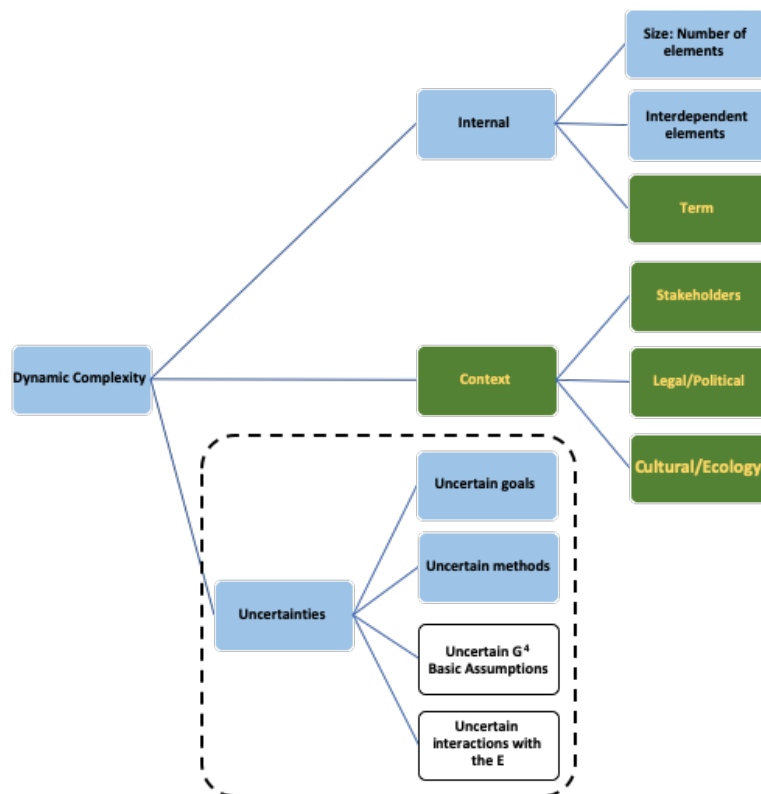 Size: Number of
elements
Internal
Interdependent
elements
Term
Stakeholders
Dynamic Complexity
Context
Legal/Political
Cultural/Ecology
Uncertain goals
Uncertain methods
Uncertainties
Uncertain G⁴
Basic Assumptions
Uncertain
interactions with
the E